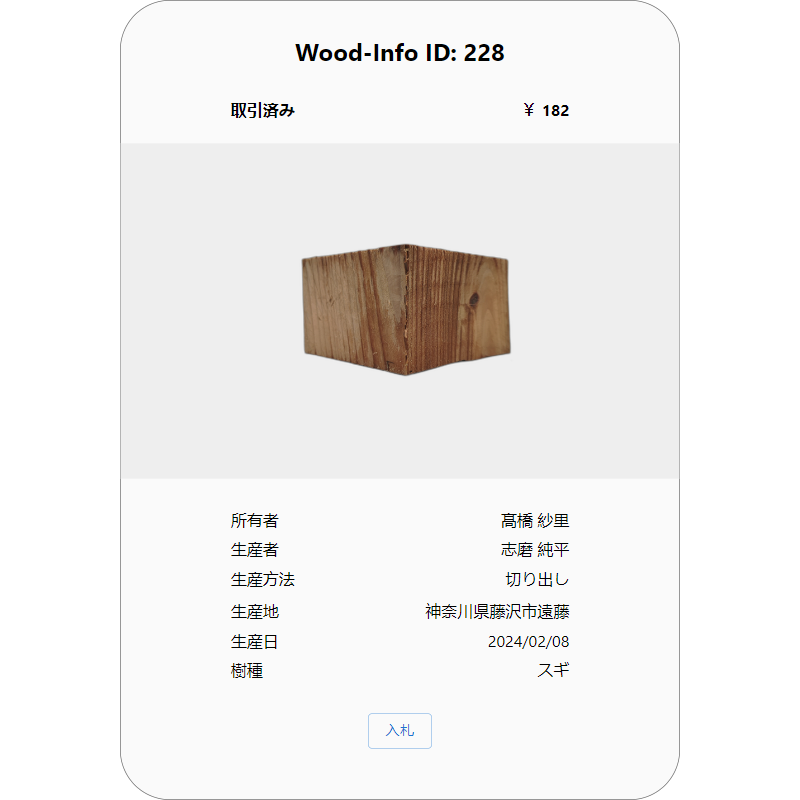 Wood-Info ID: 228
取引済み ￥ 182
所有者 髙橋 紗里
生産者 志磨 純平
生産方法 切り出し
生産地 神奈川県藤沢市遠藤
生産日 2024/02/08
樹種 スギ
入札